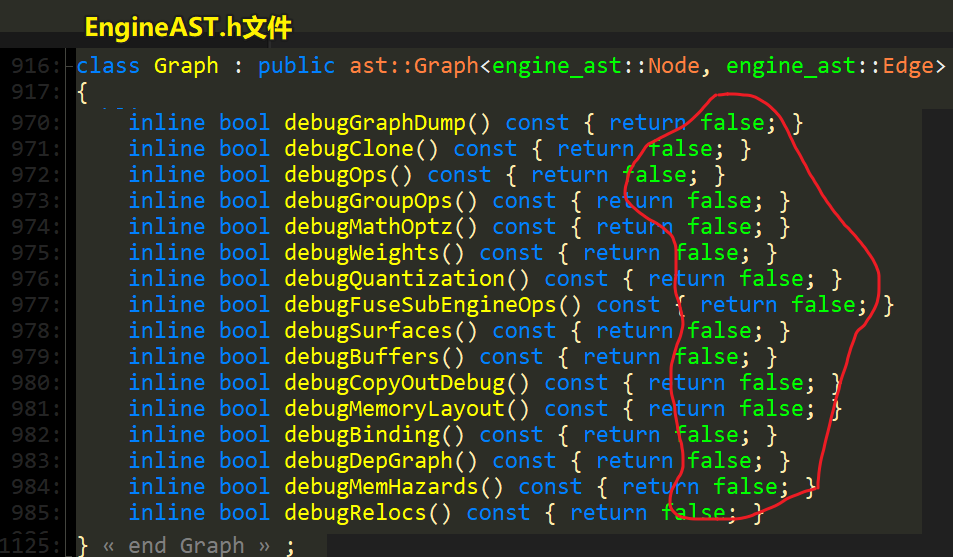 EngineAST.h文件
916: class Graph : public ast::Graph<engine_ast::Node, engine_ast::Edge>
917: {
970: inline bool debugGraphDump() const { return false; }
971: inline bool debugClone() const { return false; }
972: inline bool debugOps() const { return false; }
973: inline bool debugGroupOps() const { return false; }
974: inline bool debugMathOptz() const { return false; }
975: inline bool debugWeights() const { return false; }
976: inline bool debugQuantization() const { return false; }
977: inline bool debugFuseSubEngineOps() const { return false; }
978: inline bool debugSurfaces() const { return false; }
979: inline bool debugBuffers() const { return false; }
980: inline bool debugCopyOutDebug() const { return false; }
981: inline bool debugMemoryLayout() const { return false; }
982: inline bool debugBinding() const { return false; }
983: inline bool debugDepGraph() const { return false; }
984: inline bool debugMemHazards() const { return false; }
985: inline bool debugRelocs() const { return false; }
1125: } « end Graph » ;